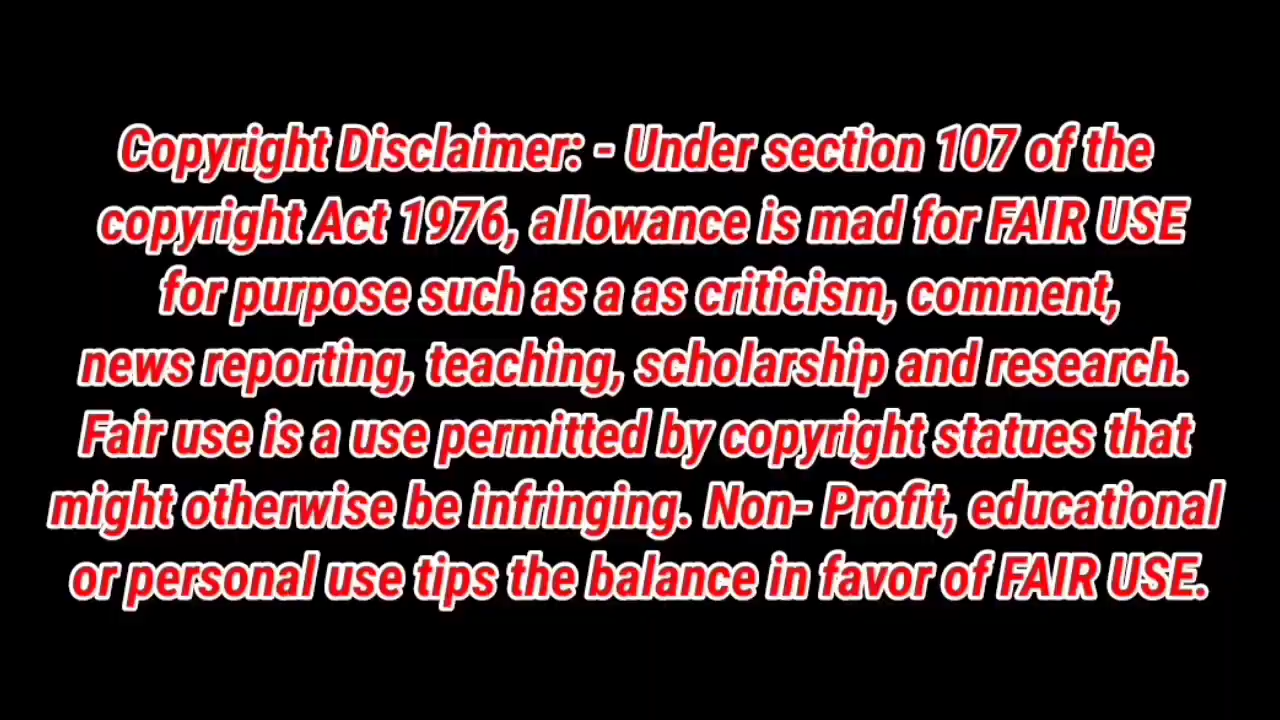 Copyright Disclaimer: - Under section 107 of the
copyright Act 1976, allowance is mad for FAIR USE
for purpose such as a as criticism, comment,
news reporting, teaching, scholarship and research.
Fair use is a use permitted by copyright statues that
might otherwise be infringing. Non- Profit, educational
or personal use tips the balance in favor of FAIR USE.